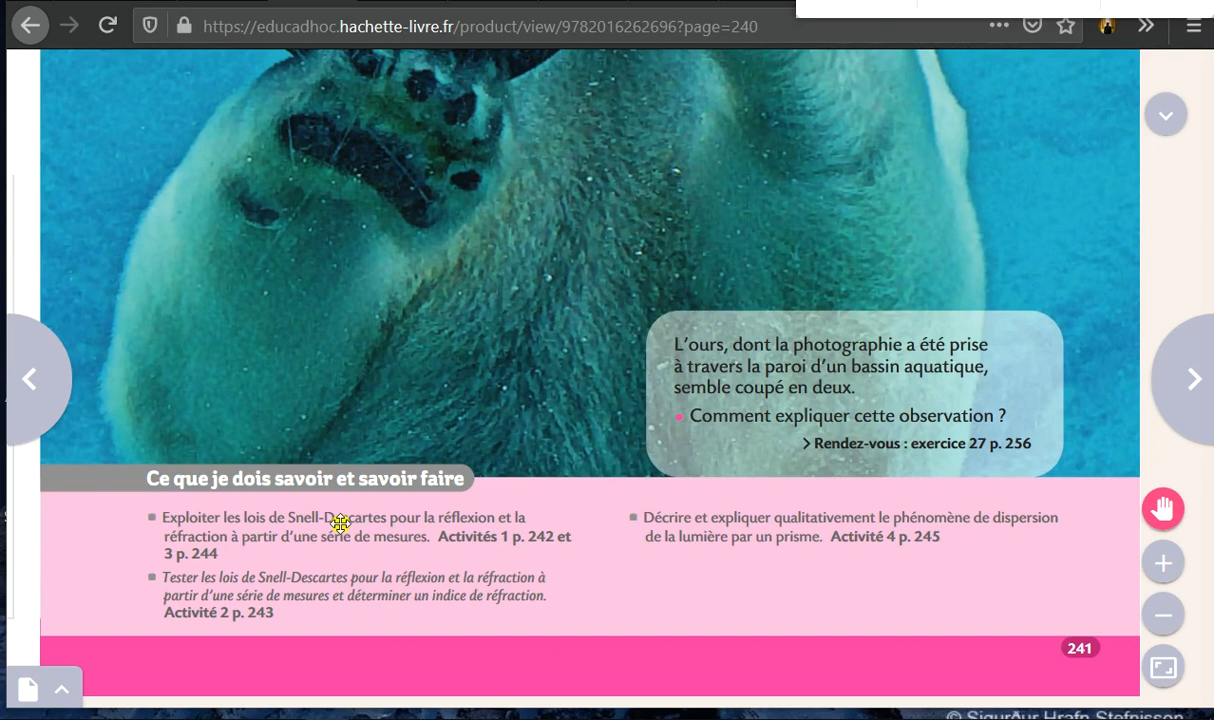 https://educadhoc.hachette-livre.fr/product/view/9782016262696?page=240
L'ours, dont la photographie a été prise
à travers la paroi d'un bassin aquatique,
semble coupé en deux.
Comment expliquer cette observation ?
> Rendez-vous : exercice 27 p. 256
Ce que je dois savoir et savoir faire
Exploiter les lois de Snell-Descartes pour la réflexion et la
réfraction à partir d'une série de mesures. Activités 1 p. 242 et
3 p. 244
Tester les lois de Snell-Descartes pour la réflexion et la réfraction à
partir d'une série de mesures et déterminer un indice de réfraction.
Activité 2 p. 243
Décrire et expliquer qualitativement le phénomène de dispersion
de la lumière par un prisme. Activité 4 p. 245
241
© Sigurður Hrafn Stefnisson